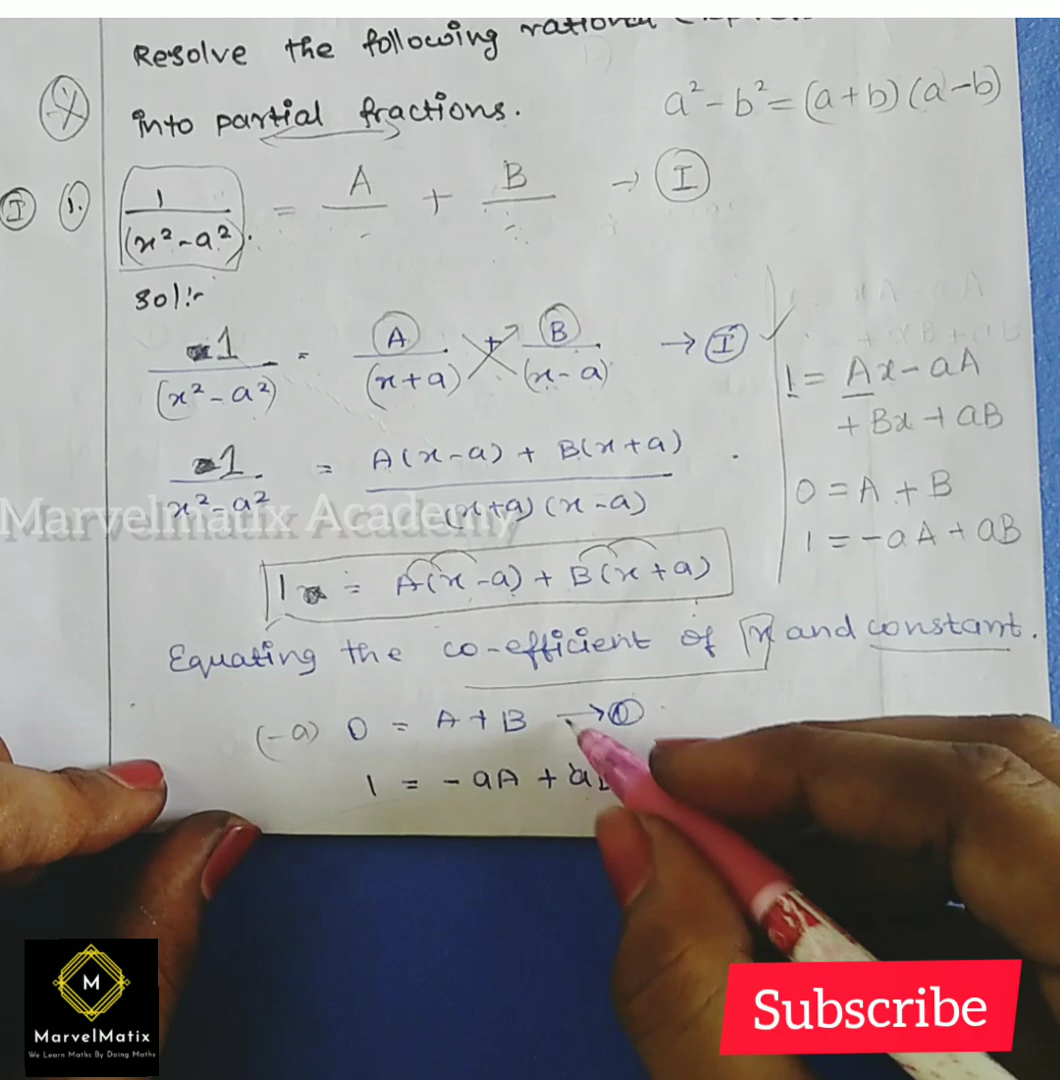 Resolve the following
into partial fractions.
a² - b² = (a+b) (a-b)
I 1. 1/(x²-a²) = A/ + B/ → I
Sol:-
1/(x²-a²) = A/(x+a) + B/(x-a) → I
1/x²-a² = A(x-a) + B(x+a)/(x+a)(x-a)
1 = A(x-a) + B(x+a)
1 = Ax-aA
+ Bx + aB
0 = A + B
1 = -aA + aB
Equating the co-efficient of x and constant.
(-a) 0 = A+B → 1
1 = -aA +
Marvelmatix Academy
M
MarvelMatix
We Learn Maths By Doing Maths
Subscribe